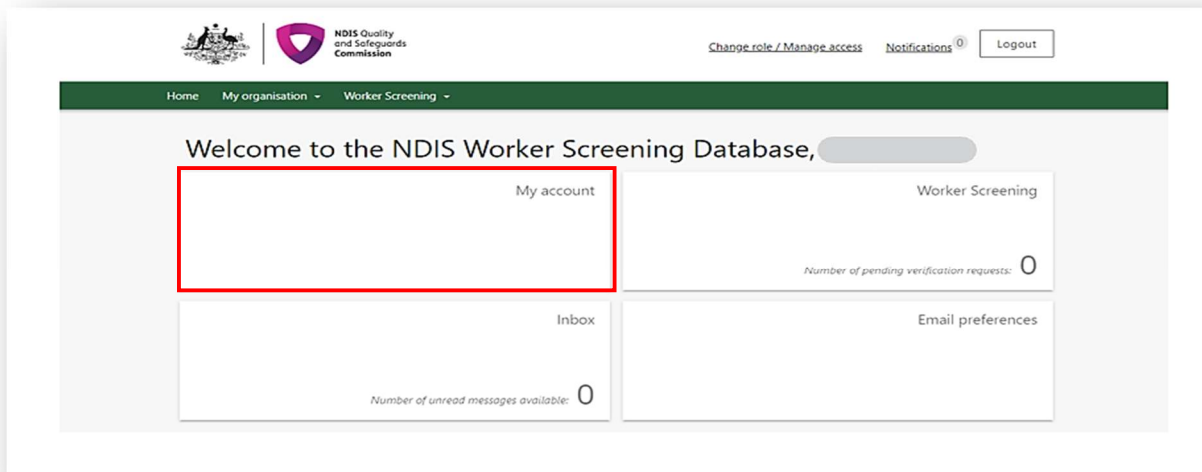 NDIS Quality
and Safeguards
Commission
Change role / Manage access Notifications 0 Logout
Home My organisation Worker Screening
Welcome to the NDIS Worker Screening Database,
My account
Worker Screening
Number of pending verification requests: 0
Inbox
Email preferences
Number of unread messages available: 0